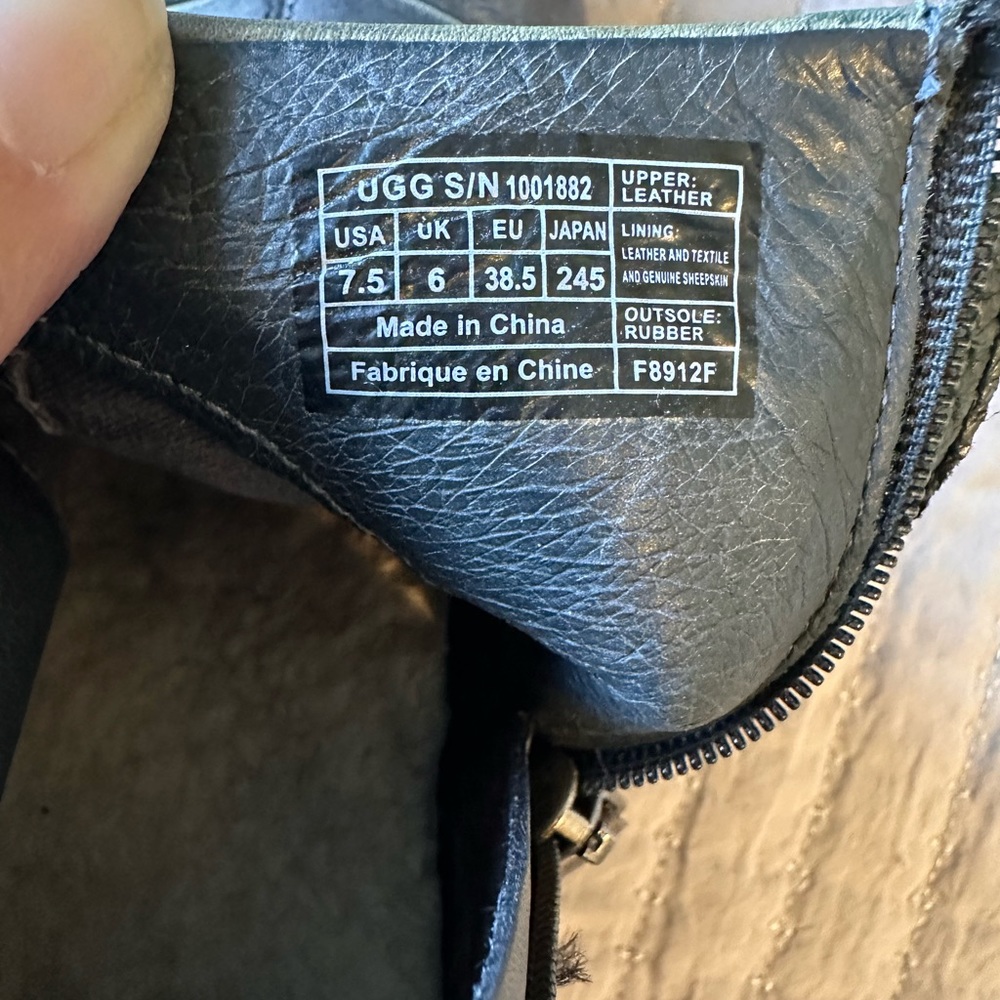 UGG S/N 1001882
USA UK EU JAPAN
7.5 6 38.5 245
Made in China
Fabrique en Chine
UPPER:
LEATHER
LINING:
LEATHER AND TEXTILE
AND GENUINE SHEEPSKIN
OUTSOLE:
RUBBER
F8912F